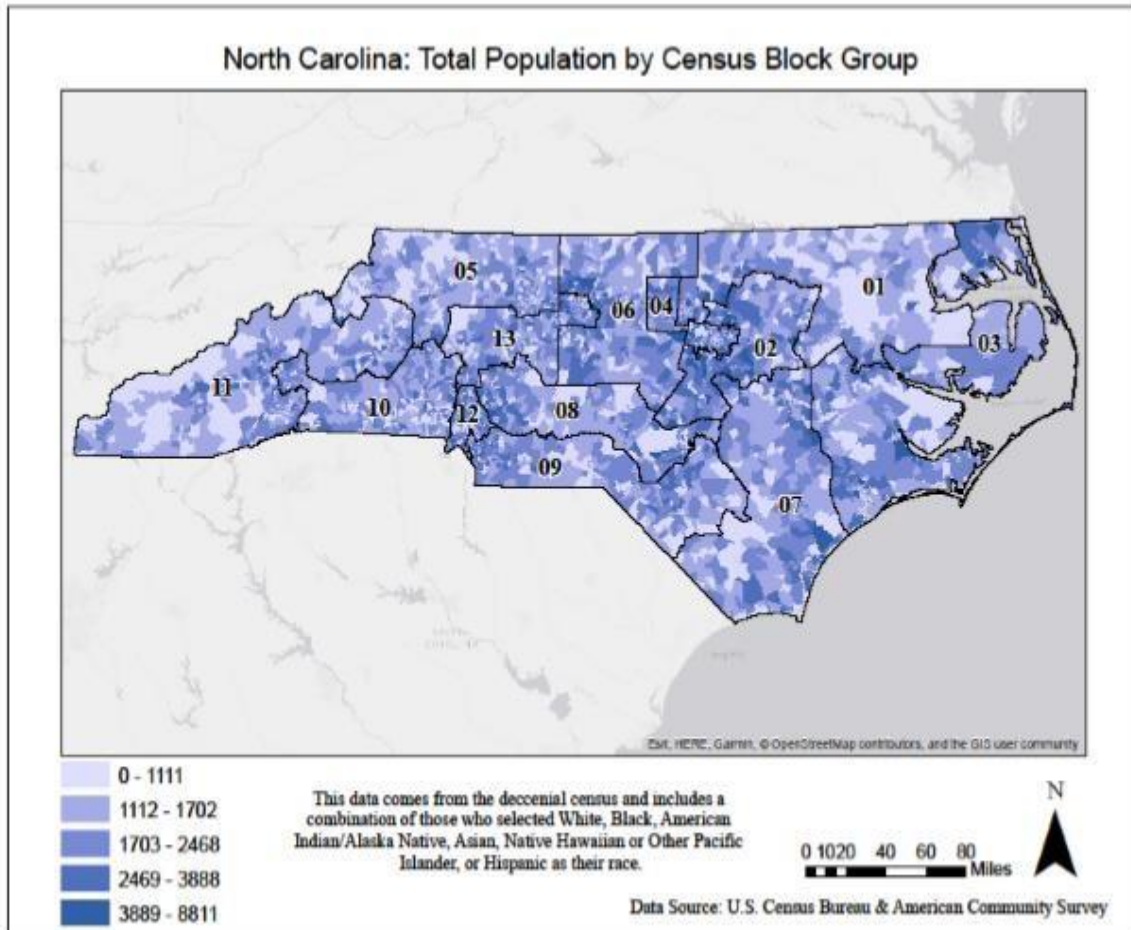 North Carolina: Total Population by Census Block Group
01
05
04
06
03
13
02
11
10
12
08
09
07
Esri, HERE, Garmin, © OpenStreetMap contributors, and the GIS user community
0 - 1111
1112 - 1702
1703 - 2468
2469 - 3888
3889 - 8811
This data comes from the deccenial census and includes a
combination of those who selected White, Black, American
Indian/Alaska Native, Asian, Native Hawaiian or Other Pacific
Islander, or Hispanic as their race.
N
0 10 20 40 60 80
Miles
Data Source: U.S. Census Bureau & American Community Survey